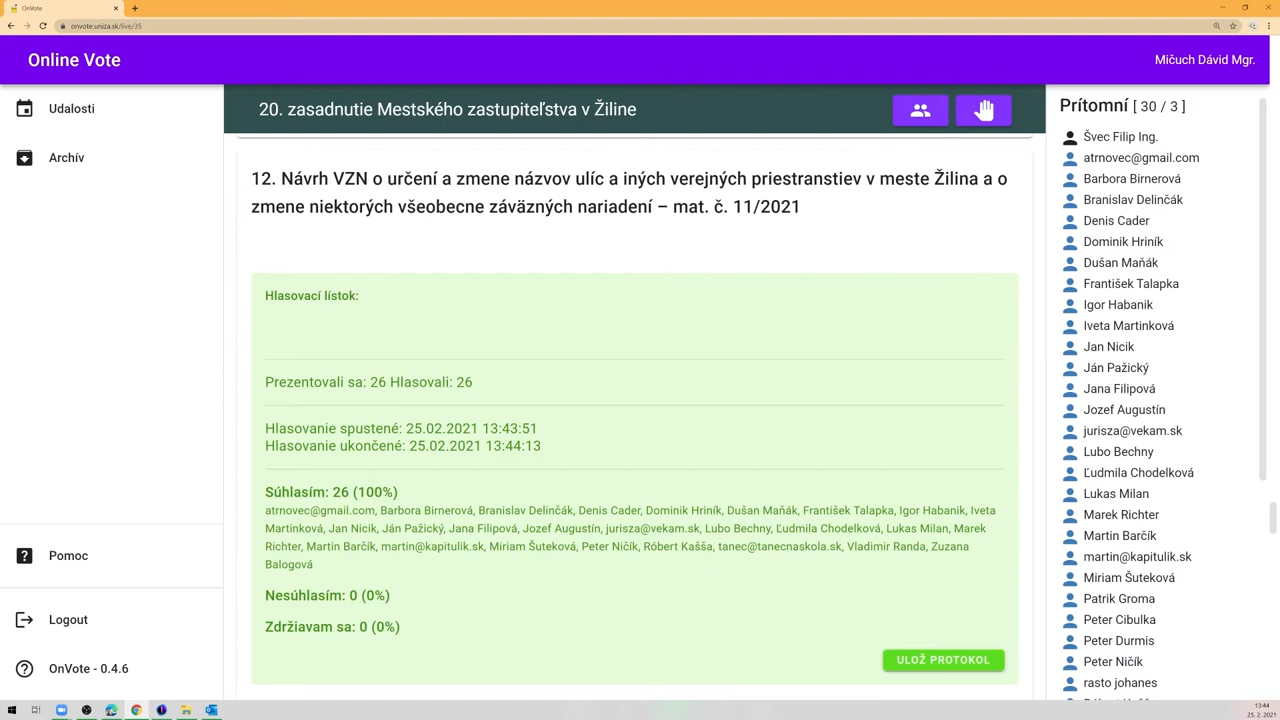 OnVote
onvote.uniza.sk/live/35
Online Vote
Mičuch Dávid Mgr.
Udalosti
Archív
Pomoc
Logout
OnVote - 0.4.6
20. zasadnutie Mestského zastupiteľstva v Žiline
12. Návrh VZN o určení a zmene názvov ulíc a iných verejných priestranstiev v meste Žilina a o
zmene niektorých všeobecne záväzných nariadení – mat. č. 11/2021
Hlasovací lístok:
Prezentovali sa: 26 Hlasovali: 26
Hlasovanie spustené: 25.02.2021 13:43:51
Hlasovanie ukončené: 25.02.2021 13:44:13
Súhlasím: 26 (100%)
atrnovec@gmail.com, Barbora Birnerová, Branislav Delinčák, Denis Cader, Dominik Hriník, Dušan Maňák, František Talapka, Igor Habanik, Iveta
Martinková, Jan Nicik, Ján Pažický, Jana Filipová, Jozef Augustín, jurisza@vekam.sk, Lubo Bechny, Ľudmila Chodelková, Lukas Milan, Marek
Richter, Martin Barčík, martin@kapitulik.sk, Miriam Šuteková, Peter Ničík, Róbert Kašša, tanec@tanecnaskola.sk, Vladimir Randa, Zuzana
Balogová
Nesúhlasím: 0 (0%)
Zdržiavam sa: 0 (0%)
ULOŽ PROTOKOL
Prítomní [ 30 / 3 ]
Švec Filip Ing.
atrnovec@gmail.com
Barbora Birnerová
Branislav Delinčák
Denis Cader
Dominik Hriník
Dušan Maňák
František Talapka
Igor Habanik
Iveta Martinková
Jan Nicik
Ján Pažický
Jana Filipová
Jozef Augustín
jurisza@vekam.sk
Lubo Bechny
Ľudmila Chodelková
Lukas Milan
Marek Richter
Martin Barčík
martin@kapitulik.sk
Miriam Šuteková
Patrik Groma
Peter Cibulka
Peter Durmis
Peter Ničík
rasto johanes
13:44
25. 2. 2021